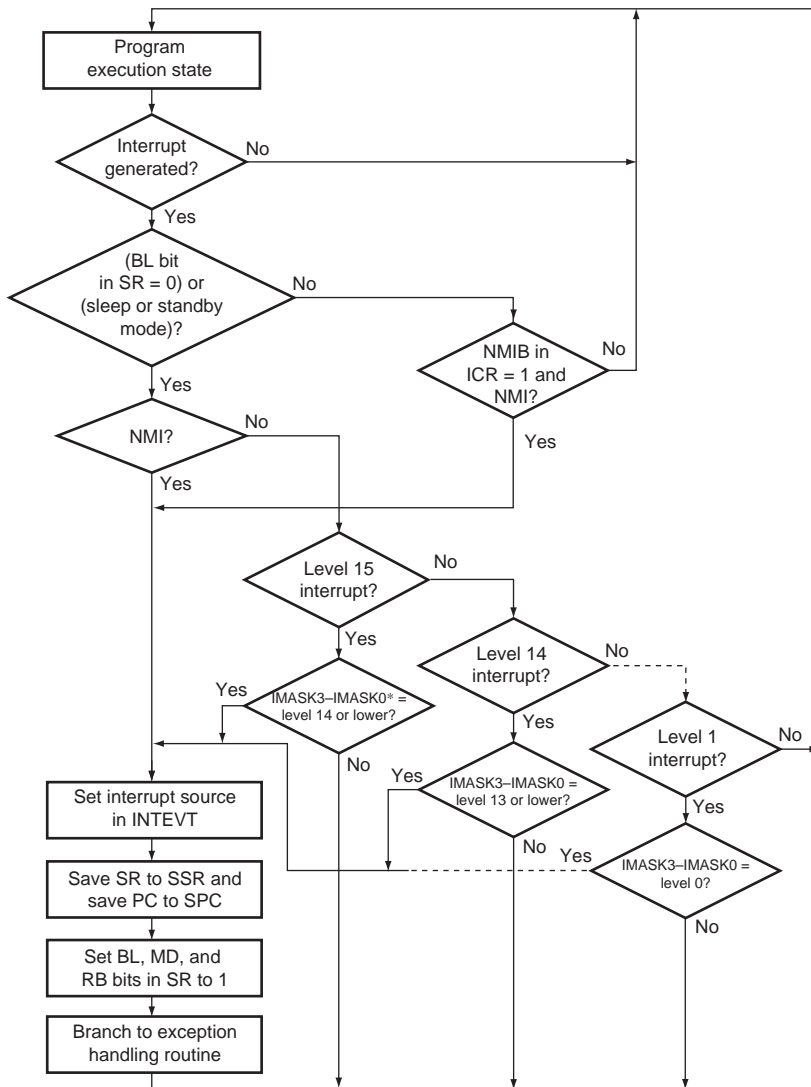 Program
execution state
Interrupt
generated?
No
Yes
(BL bit
in SR = 0) or
(sleep or standby
mode)?
No
Yes
NMIB in
ICR = 1 and
NMI?
No
Yes
NMI?
No
Yes
Level 15
interrupt?
No
Yes
Level 14
interrupt?
No
Yes
IMASK3–IMASK0* =
level 14 or lower?
Yes
No
Level 1
interrupt?
No
Yes
IMASK3–IMASK0 =
level 13 or lower?
Yes
No
IMASK3–IMASK0 =
level 0?
Yes
No
Set interrupt source
in INTEVT
Save SR to SSR and
save PC to SPC
Set BL, MD, and
RB bits in SR to 1
Branch to exception
handling routine